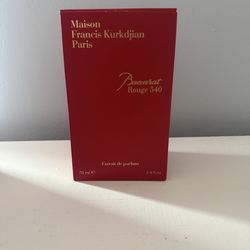 Maison
Francis Kurkdjian
Paris
Baccarat
Rouge 540
Extrait de parfum
70 ml ℮ 2.4 fl.oz.